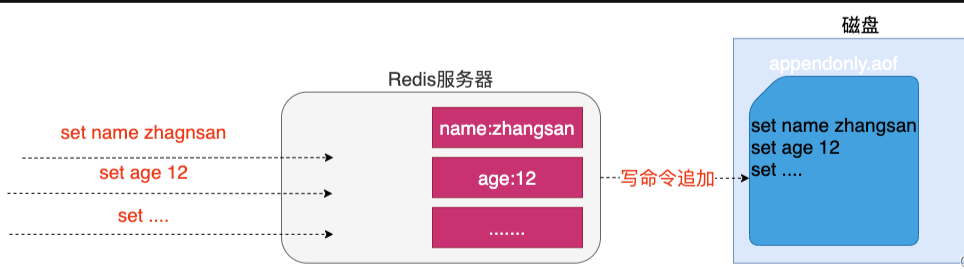 磁盘
appendonly.aof
Redis服务器
set name zhagnsan
set age 12
set ....
name:zhangsan
age:12
.......
写命令追加
set name zhangsan
set age 12
set ....